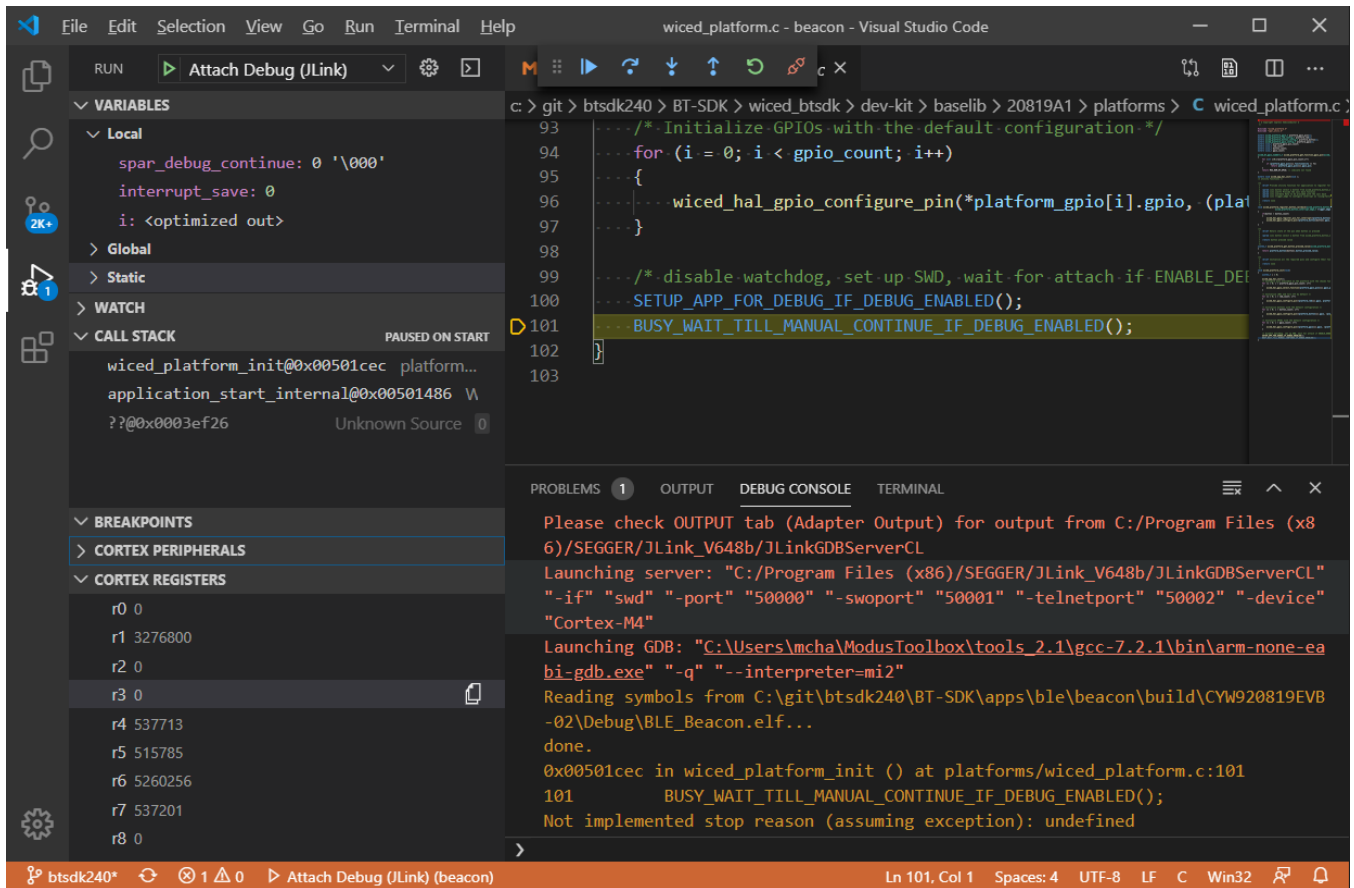 File Edit Selection View Go Run Terminal Help
wiced_platform.c - beacon - Visual Studio Code
RUN
Attach Debug (JLink)
VARIABLES
Local
spar_debug_continue: 0 '\000'
interrupt_save: 0
i: <optimized out>
Global
Static
WATCH
CALL STACK
PAUSED ON START
wiced_platform_init@0x00501cec platform...
application_start_internal@0x00501486 W
??@0x0003ef26
Unknown Source 0
BREAKPOINTS
CORTEX PERIPHERALS
CORTEX REGISTERS
r0 0
r1 3276800
r2 0
r3 0
r4 537713
r5 515785
r6 5260256
r7 537201
r8 0
2K+
1
M
c
c: > git > btsdk240 > BT-SDK > wiced_btsdk > dev-kit > baselib > 20819A1 > platforms > C wiced_platform.c >
93 ····/*·Initialize·GPIOs·with·the·default·configuration·*/
94 ····for·(i·=·0;·i·<·gpio_count;·i++)
95 ····{
96 ········wiced_hal_gpio_configure_pin(*platform_gpio[i].gpio,·(plat
97 ····}
98
99 ····/*·disable·watchdog,·set·up·SWD,·wait·for·attach·if·ENABLE_DEB
100 ····SETUP_APP_FOR_DEBUG_IF_DEBUG_ENABLED();
101 ····BUSY_WAIT_TILL_MANUAL_CONTINUE_IF_DEBUG_ENABLED();
102 }
103
PROBLEMS 1 OUTPUT DEBUG CONSOLE TERMINAL
Please check OUTPUT tab (Adapter Output) for output from C:/Program Files (x8
6)/SEGGER/JLink_V648b/JLinkGDBServerCL
Launching server: "C:/Program Files (x86)/SEGGER/JLink_V648b/JLinkGDBServerCL"
"-if" "swd" "-port" "50000" "-swoport" "50001" "-telnetport" "50002" "-device"
"Cortex-M4"
Launching GDB: "C:\Users\mcha\ModusToolbox\tools_2.1\gcc-7.2.1\bin\arm-none-ea
bi-gdb.exe" "-q" "--interpreter=mi2"
Reading symbols from C:\git\btsdk240\BT-SDK\apps\ble\beacon\build\CYW920819EVB
-02\Debug\BLE_Beacon.elf...
done.
0x00501cec in wiced_platform_init () at platforms/wiced_platform.c:101
101 BUSY_WAIT_TILL_MANUAL_CONTINUE_IF_DEBUG_ENABLED();
Not implemented stop reason (assuming exception): undefined
btsdk240* 1 0 Attach Debug (JLink) (beacon)
Ln 101, Col 1 Spaces: 4 UTF-8 LF C Win32